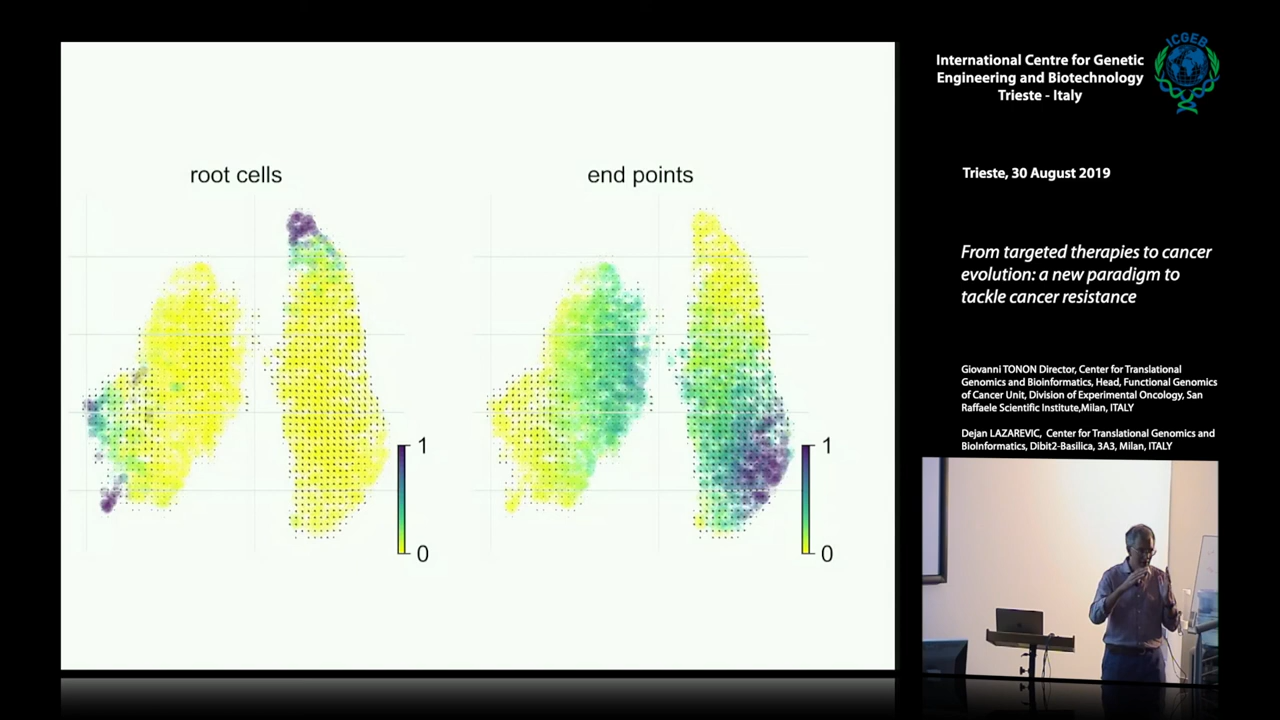 root cells
end points
1
0
1
0
ICGEB
International Centre for Genetic
Engineering and Biotechnology
Trieste - Italy
Trieste, 30 August 2019
From targeted therapies to cancer
evolution: a new paradigm to
tackle cancer resistance
Giovanni TONON Director, Center for Translational
Genomics and Bioinformatics, Head, Functional Genomics
of Cancer Unit, Division of Experimental Oncology, San
Raffaele Scientific Institute,Milan, ITALY
Dejan LAZAREVIC, Center for Translational Genomics and
BioInformatics, Dibit2-Basilica, 3A3, Milan, ITALY